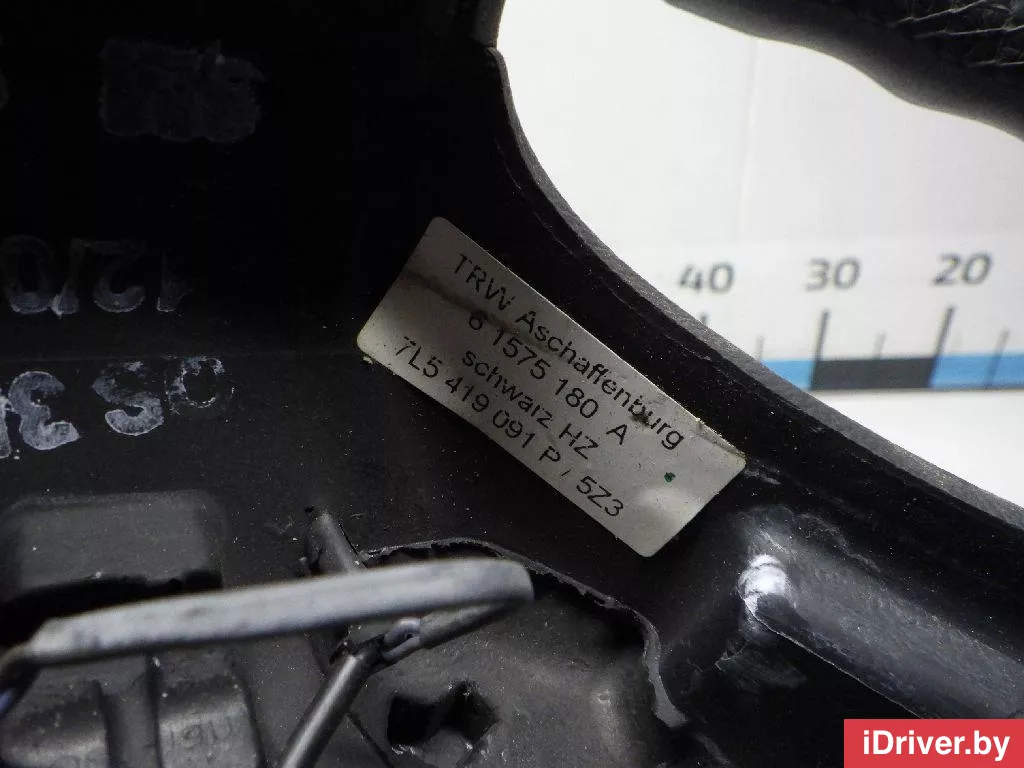 40 30 20
TRW Aschaffenburg
6 1575 180 A
schwarz HZ
7L5 419 091 P / 5Z3
iDriver.by